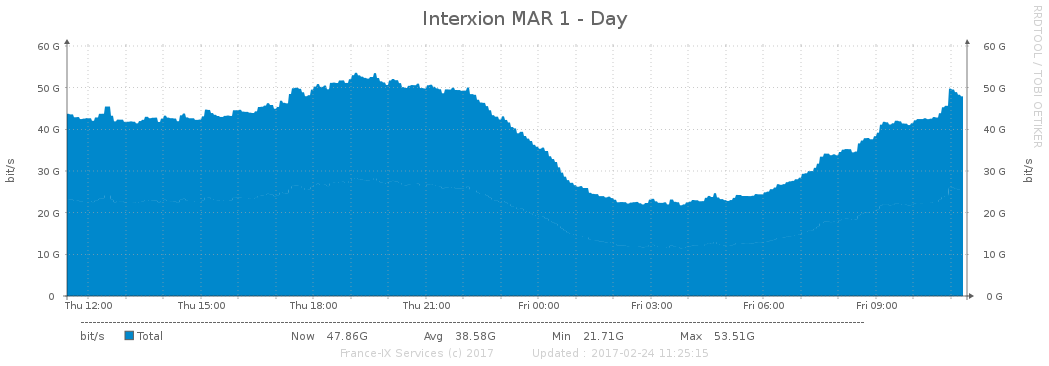 Interxion MAR 1 - Day
RRDTOOL / TOBI OETIKER
bit/s
60 G
50 G
40 G
30 G
20 G
10 G
0
60 G
50 G
40 G
30 G
20 G
10 G
0 G
bit/s
Thu 12:00 Thu 15:00 Thu 18:00 Thu 21:00 Fri 00:00 Fri 03:00 Fri 06:00 Fri 09:00
bit/s Total Now 47.86G Avg 38.58G Min 21.71G Max 53.51G
France-IX Services (c) 2017 Updated : 2017-02-24 11:25:15